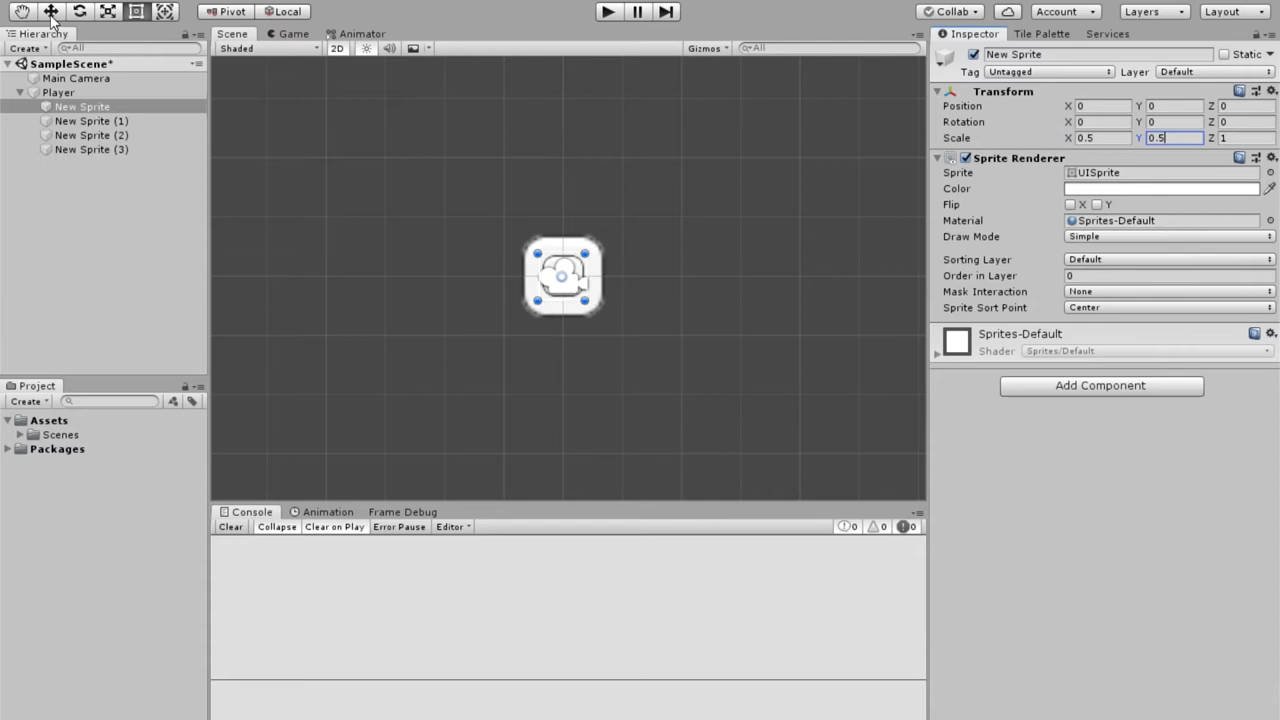 Pivot Local Collab Account Layers Layout
Hierarchy Scene Game Animator Inspector Tile Palette Services
Create All Shaded 2D Gizmos All New Sprite Static
SampleScene* Tag Untagged Layer Default
Main Camera Transform
Player Position X 0 Y 0 Z 0
New Sprite Rotation X 0 Y 0 Z 0
New Sprite (1) Scale X 0.5 Y 0.5 Z 1
New Sprite (2) Sprite Renderer
New Sprite (3) Sprite UISprite
Color
Flip X Y
Material Sprites-Default
Draw Mode Simple
Sorting Layer Default
Order in Layer 0
Mask Interaction None
Sprite Sort Point Center
Sprites-Default
Shader Sprites/Default
Add Component
Project
Create
Assets
Scenes
Packages
Console Animation Frame Debug
Clear Collapse Clear on Play Error Pause Editor 0 0 0